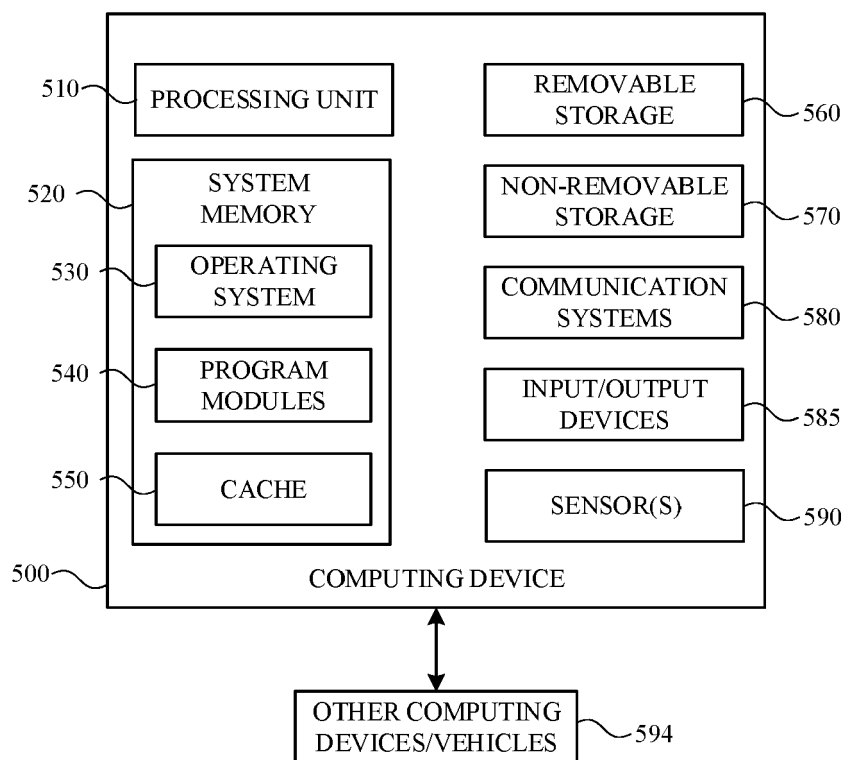 510
PROCESSING UNIT
520
SYSTEM
MEMORY
530
OPERATING
SYSTEM
540
PROGRAM
MODULES
550
CACHE
REMOVABLE
STORAGE
560
NON-REMOVABLE
STORAGE
570
COMMUNICATION
SYSTEMS
580
INPUT/OUTPUT
DEVICES
585
SENSOR(S)
590
500
COMPUTING DEVICE
OTHER COMPUTING
DEVICES/VEHICLES
594